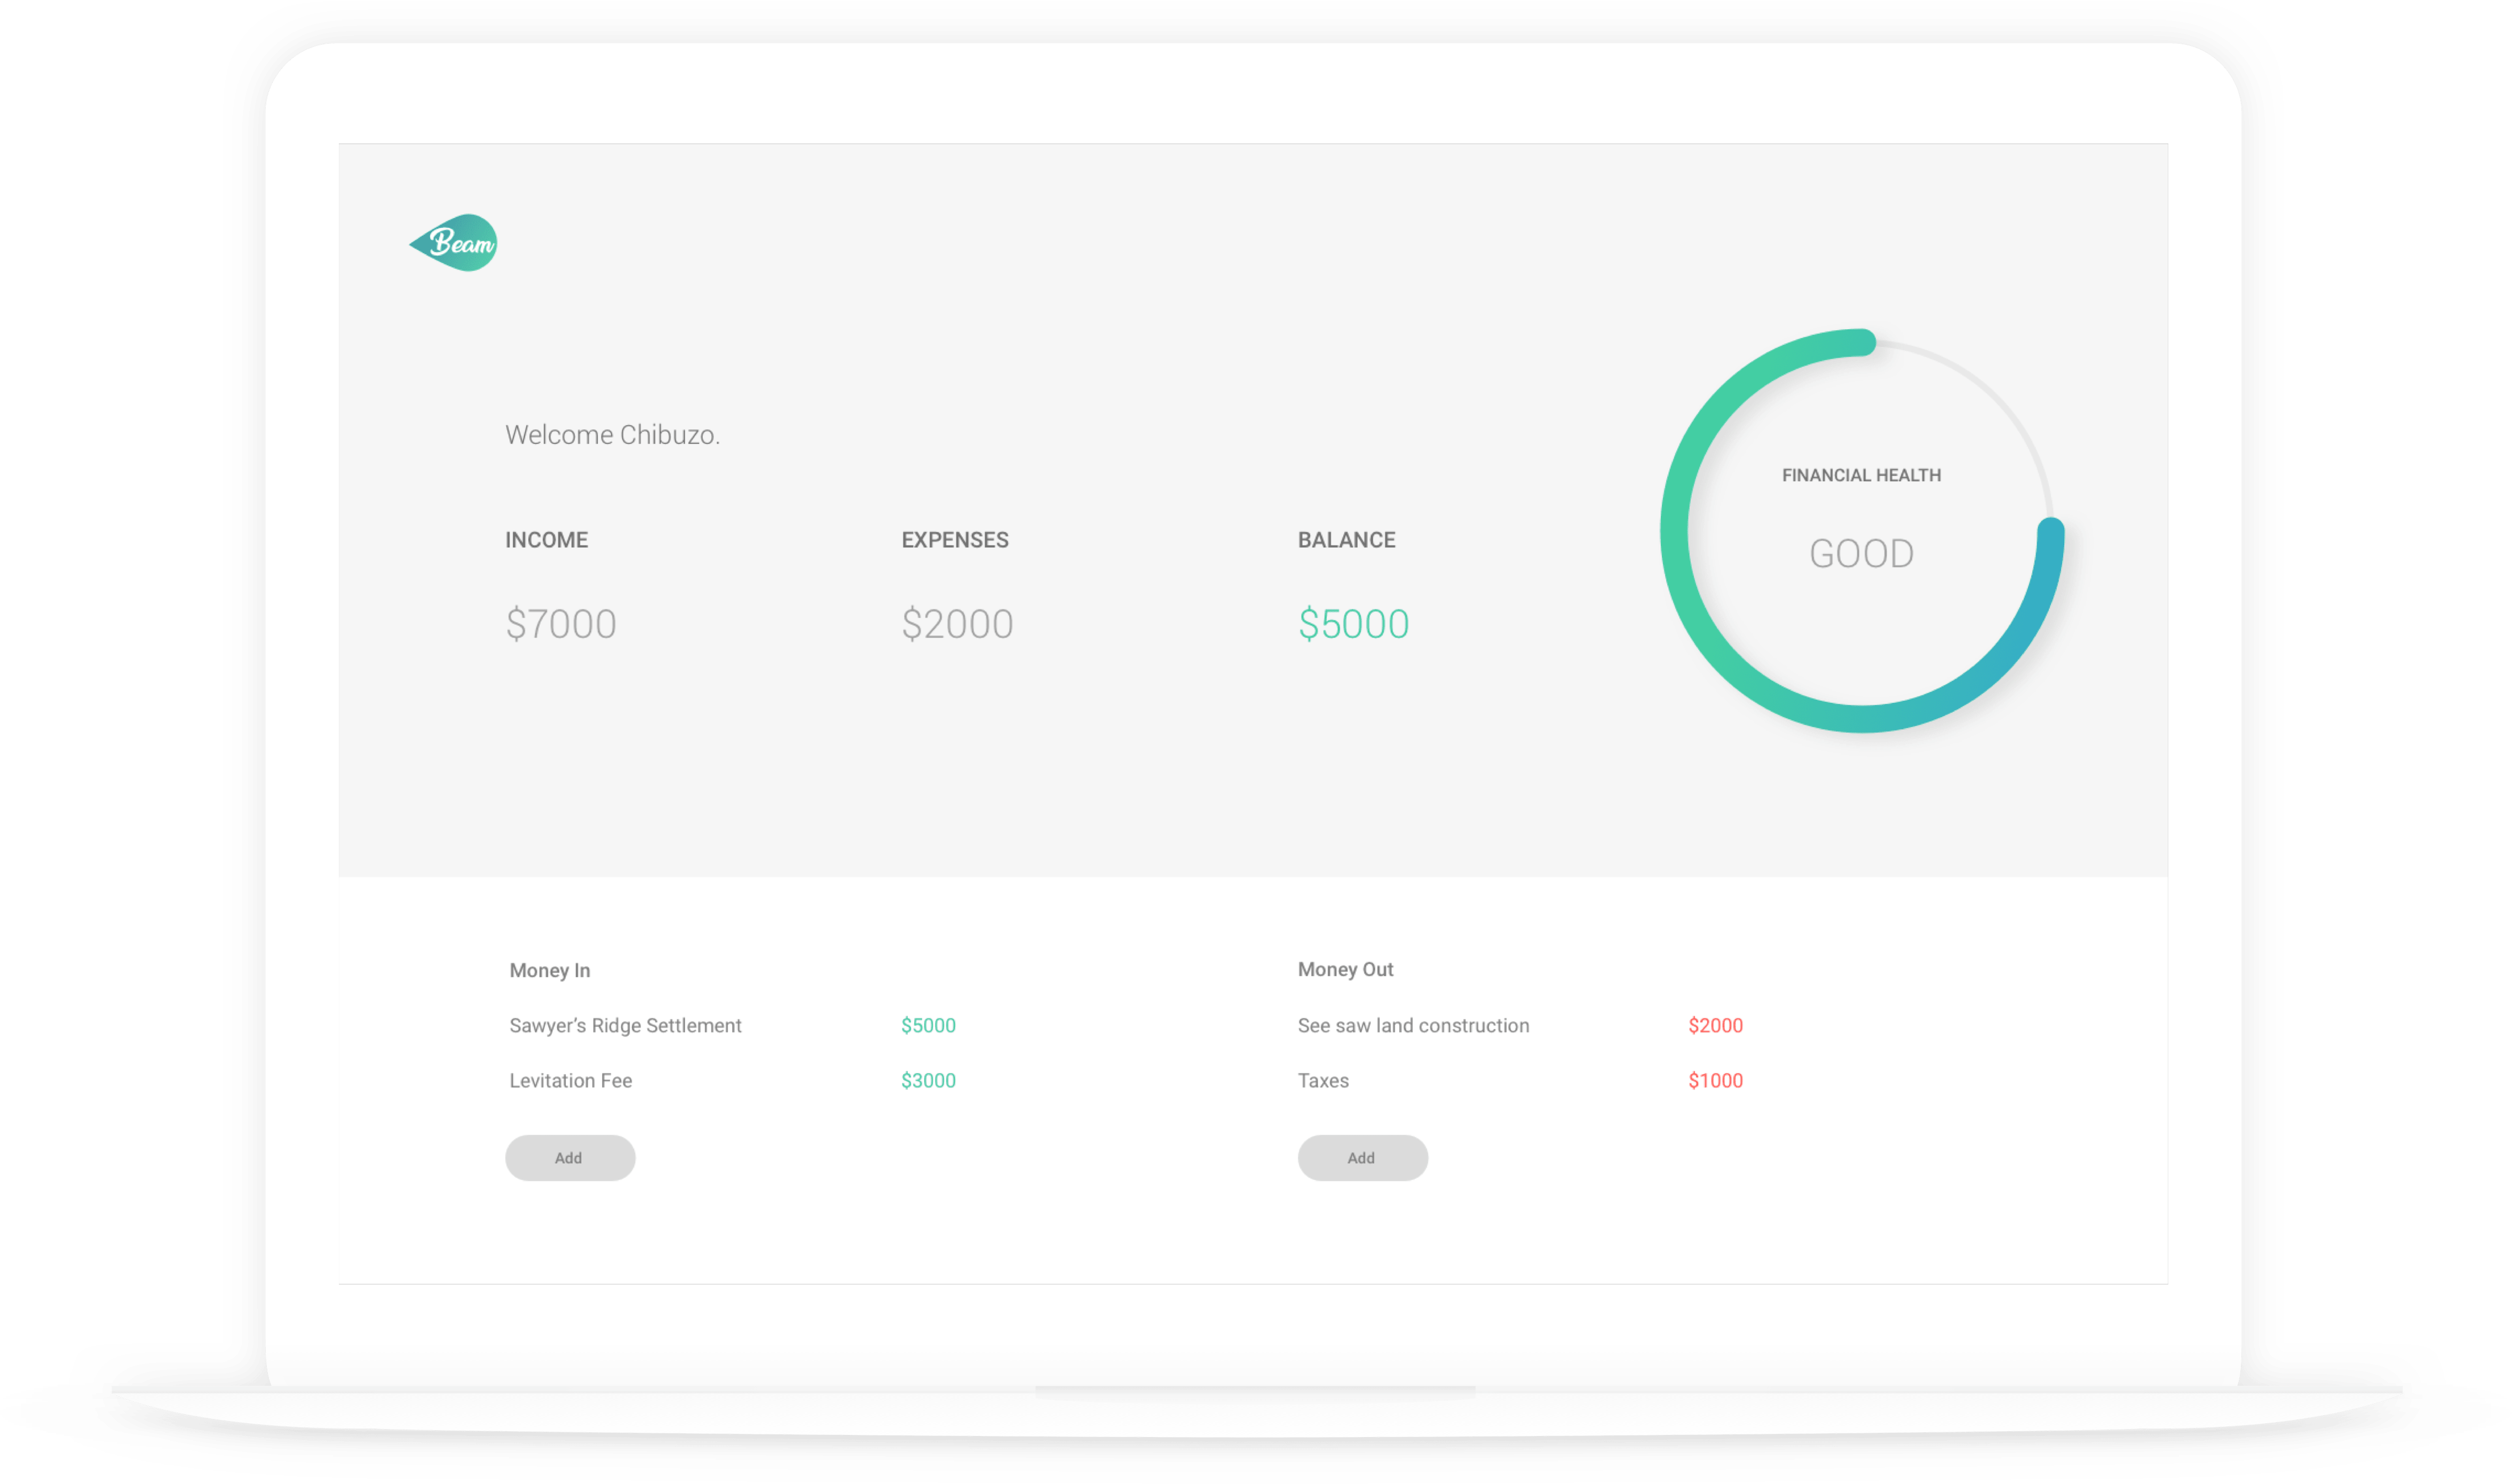 Beam
Welcome Chibuzo.
INCOME
$7000
EXPENSES
$2000
BALANCE
$5000
FINANCIAL HEALTH
GOOD
Money In
Sawyer’s Ridge Settlement $5000
Levitation Fee $3000
Add
Money Out
See saw land construction $2000
Taxes $1000
Add